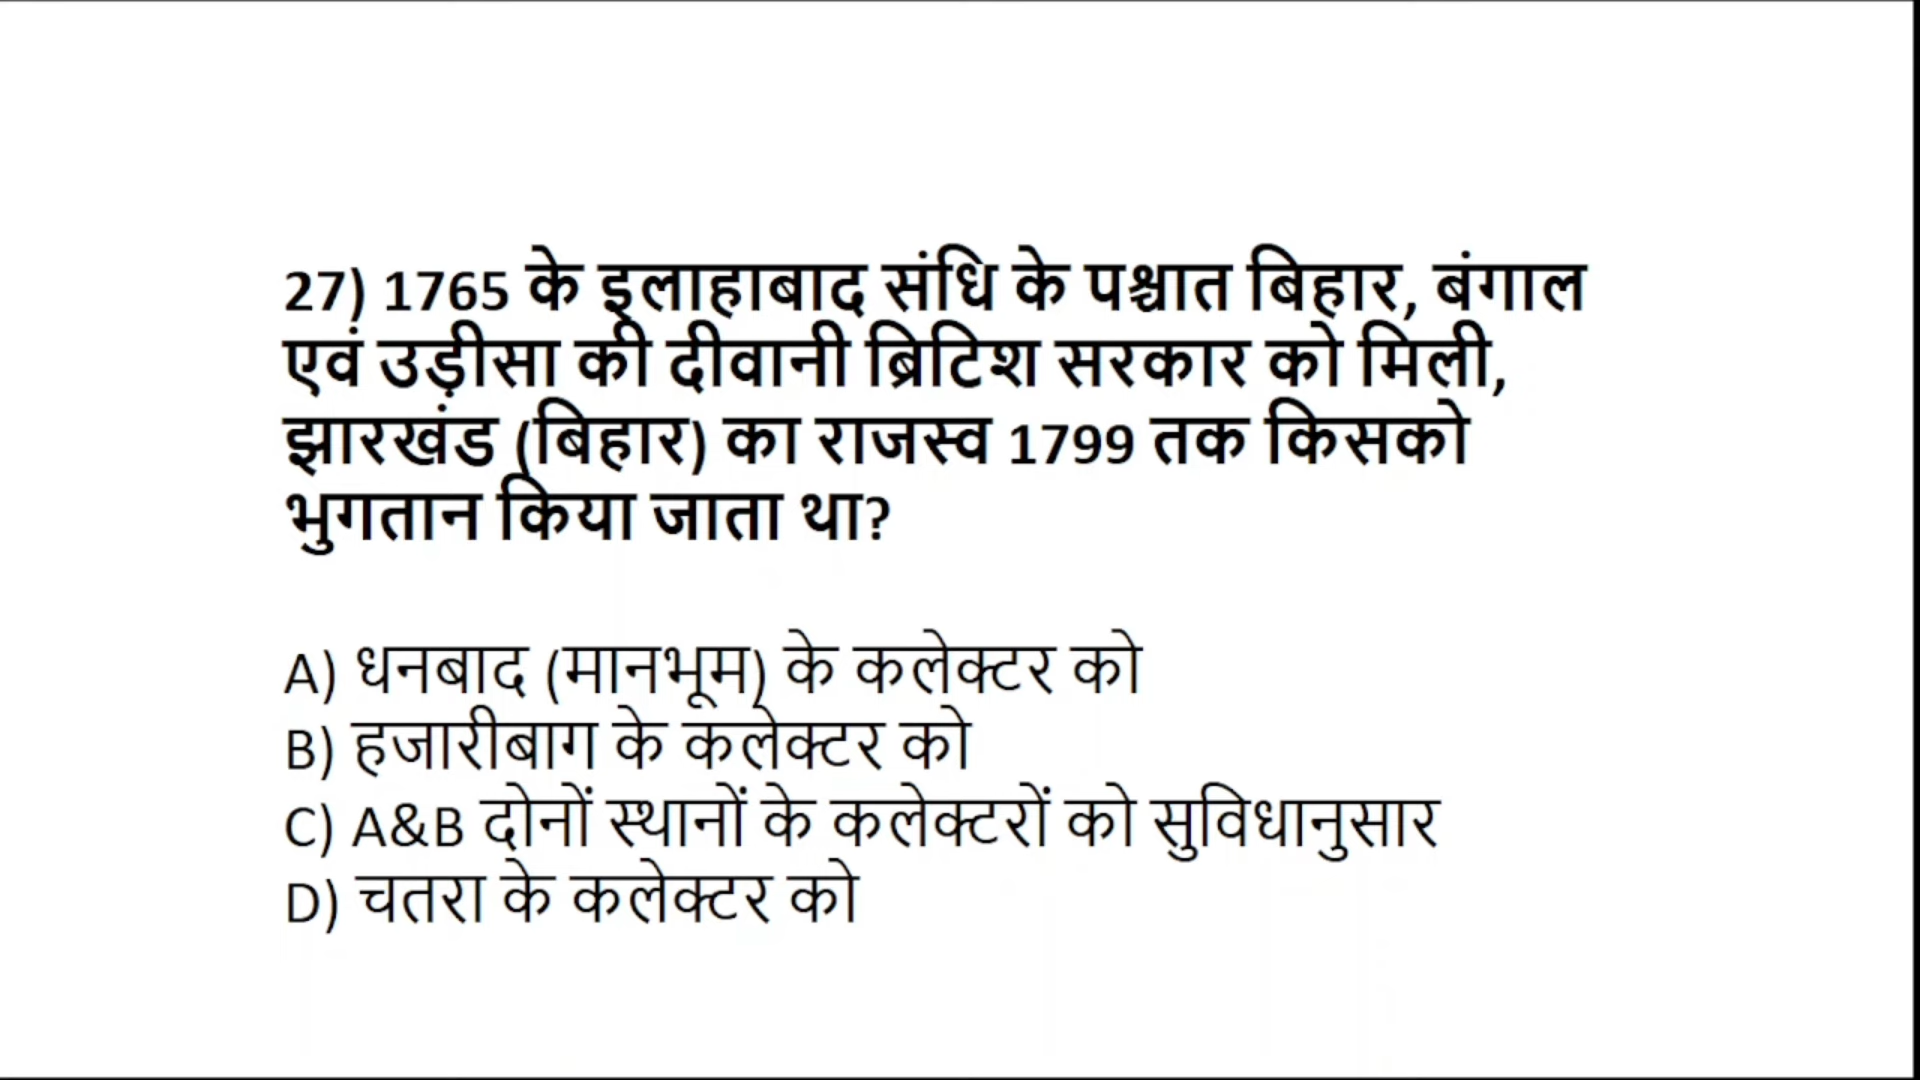 27) 1765 के इलाहाबाद संधि के पश्चात बिहार, बंगाल
एवं उड़ीसा की दीवानी ब्रिटिश सरकार को मिली,
झारखंड (बिहार) का राजस्व 1799 तक किसको
भुगतान किया जाता था?
A) धनबाद (मानभूम) के कलेक्टर को
B) हजारीबाग के कलेक्टर को
C) A&B दोनों स्थानों के कलेक्टरों को सुविधानुसार
D) चतरा के कलेक्टर को